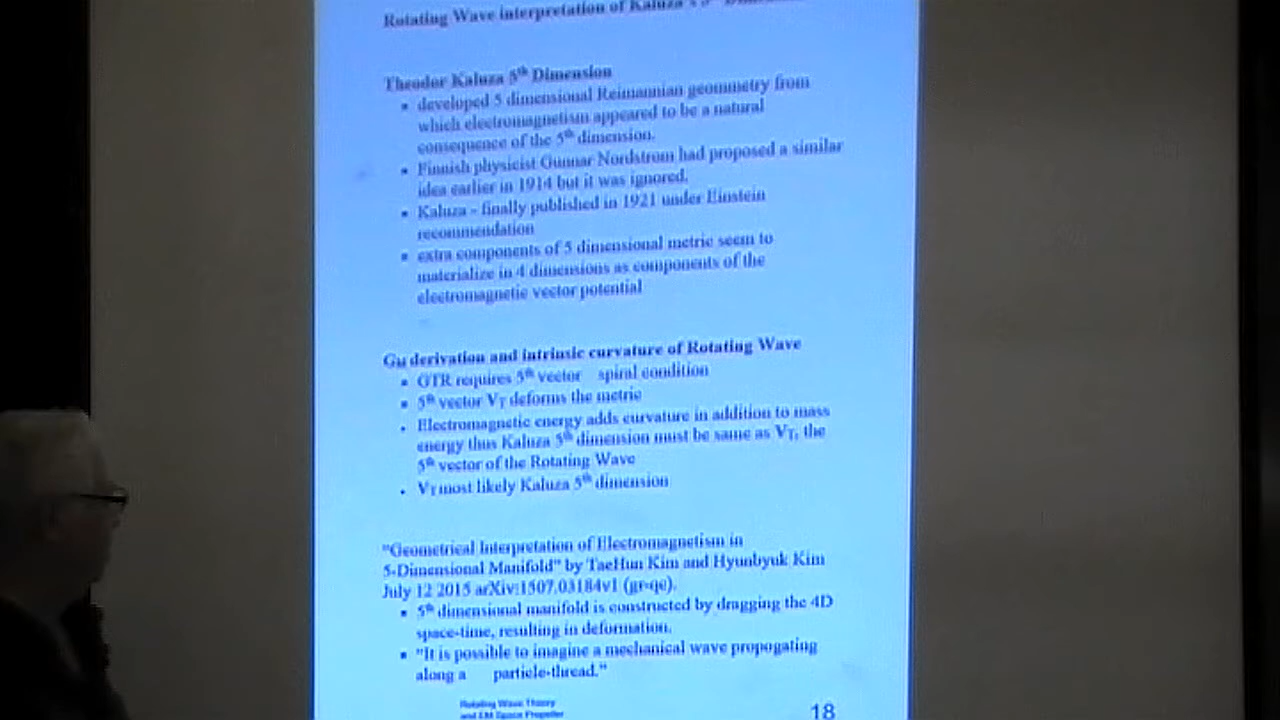 Rotating Wave interpretation of Kaluza's 5th Dimension
Theodor Kaluza 5th Dimension
▪ developed 5 dimensional Reimannian geommetry from
which electromagnetism appeared to be a natural
consequence of the 5th dimension.
▪ Finnish physicist Gunnar Nordstrom had proposed a similar
idea earlier in 1914 but it was ignored.
▪ Kaluza - finally published in 1921 under Einstein
recommendation
▪ extra components of 5 dimensional metric seem to
materialize in 4 dimensions as components of the
electromagnetic vector potential
Gu derivation and intrinsic curvature of Rotating Wave
▪ GTR requires 5th vector spiral condition
▪ 5th vector VT deforms the metric
• Electromagnetic energy adds curvature in addition to mass
energy thus Kaluza 5th dimension must be same as VT, the
5th vector of the Rotating Wave
• VT most likely Kaluza 5th dimension
"Geometrical Interpretation of Electromagnetism in
5-Dimensional Manifold" by TaeHun Kim and Hyunbyuk Kim
July 12 2015 arXiv:1507.03184v1 (gr-qc).
▪ 5th dimensional manifold is constructed by dragging the 4D
space-time, resulting in deformation.
▪ "It is possible to imagine a mechanical wave propogating
along a particle-thread."
Rotating Wave Theory
and EM Space Propeller
18